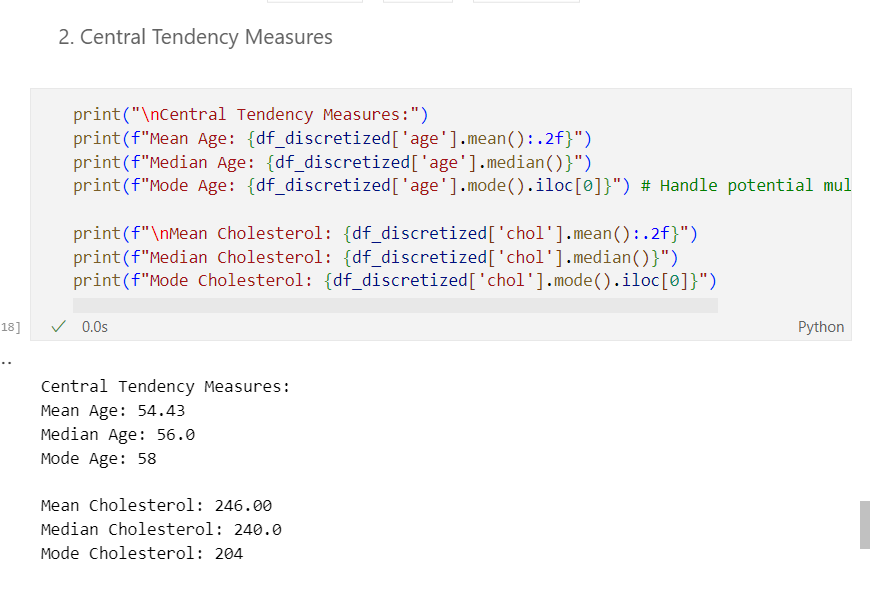 2. Central Tendency Measures
print("\nCentral Tendency Measures:")
print(f"Mean Age: {df_discretized['age'].mean():.2f}")
print(f"Median Age: {df_discretized['age'].median()}")
print(f"Mode Age: {df_discretized['age'].mode().iloc[0]}") # Handle potential mul
print(f"\nMean Cholesterol: {df_discretized['chol'].mean():.2f}")
print(f"Median Cholesterol: {df_discretized['chol'].median()}")
print(f"Mode Cholesterol: {df_discretized['chol'].mode().iloc[0]}")
18] ✓ 0.0s Python
..
Central Tendency Measures:
Mean Age: 54.43
Median Age: 56.0
Mode Age: 58
Mean Cholesterol: 246.00
Median Cholesterol: 240.0
Mode Cholesterol: 204